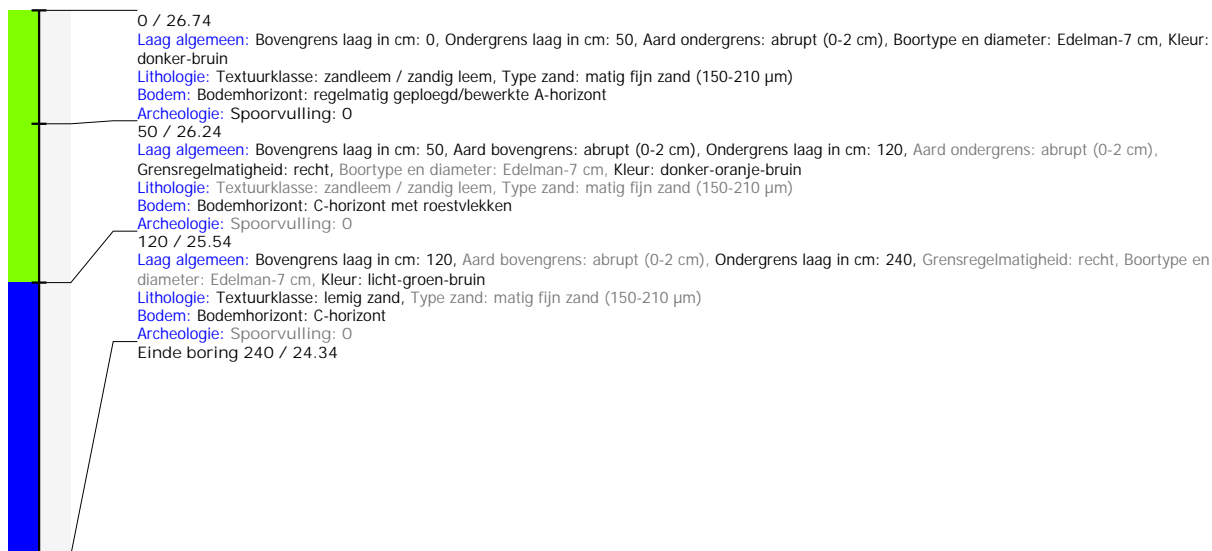 0 / 26.74
Laag algemeen: Bovengrens laag in cm: 0, Ondergrens laag in cm: 50, Aard ondergrens: abrupt (0-2 cm), Boortype en diameter: Edelman-7 cm, Kleur:
donker-bruin
Lithologie: Textuurklasse: zandleem / zandig leem, Type zand: matig fijn zand (150-210 µm)
Bodem: Bodemhorizont: regelmatig geploegd/bewerkte A-horizont
Archeologie: Spoorvulling: 0
50 / 26.24
Laag algemeen: Bovengrens laag in cm: 50, Aard bovengrens: abrupt (0-2 cm), Ondergrens laag in cm: 120, Aard ondergrens: abrupt (0-2 cm),
Grensregelmatigheid: recht, Boortype en diameter: Edelman-7 cm, Kleur: donker-oranje-bruin
Lithologie: Textuurklasse: zandleem / zandig leem, Type zand: matig fijn zand (150-210 µm)
Bodem: Bodemhorizont: C-horizont met roestvlekken
Archeologie: Spoorvulling: 0
120 / 25.54
Laag algemeen: Bovengrens laag in cm: 120, Aard bovengrens: abrupt (0-2 cm), Ondergrens laag in cm: 240, Grensregelmatigheid: recht, Boortype en
diameter: Edelman-7 cm, Kleur: licht-groen-bruin
Lithologie: Textuurklasse: lemig zand, Type zand: matig fijn zand (150-210 µm)
Bodem: Bodemhorizont: C-horizont
Archeologie: Spoorvulling: 0
Einde boring 240 / 24.34